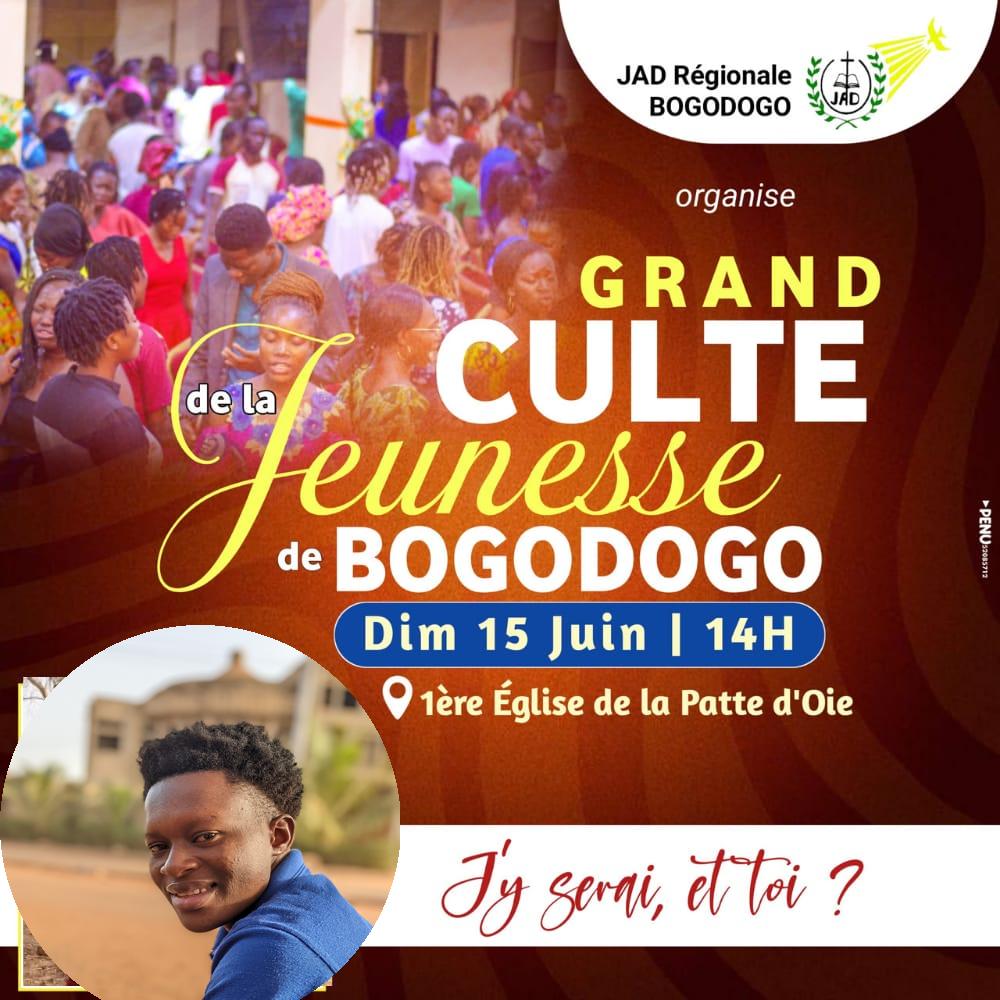 JAD Régionale
BOGODOGO
JAD
organise
GRAND
CULTE
de la
Jeunesse
de BOGODOGO
Dim 15 Juin | 14H
1ère Église de la Patte d'Oie
J'y serai, et toi ?
PENU